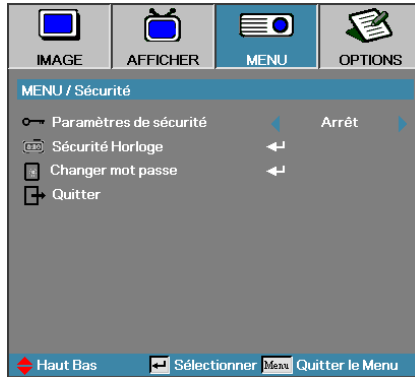 IMAGE AFFICHER MENU OPTIONS
MENU / Sécurité
Paramètres de sécurité Arrêt
Sécurité Horloge
Changer mot passe
Quitter
Haut Bas Sélectionner Menu Quitter le Menu